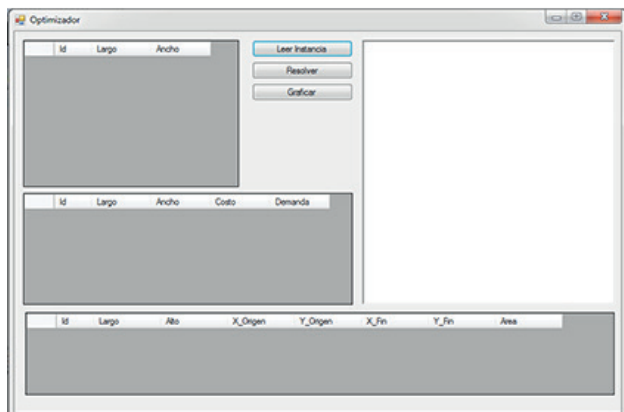 Optimizador
Id Largo Ancho
Leer Instancia
Resolver
Graficar
Id Largo Ancho Costo Demanda
Id Largo Alto X_Origen Y_Origen X_Fin Y_Fin Area